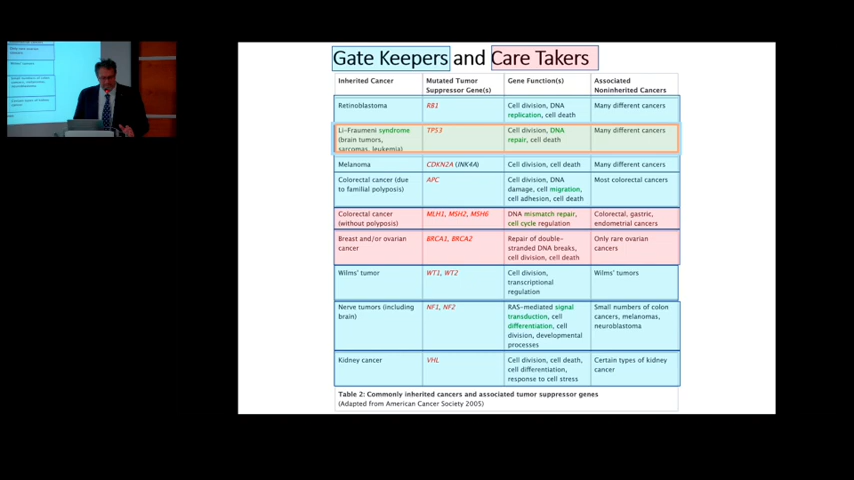 Gate Keepers and Care Takers
Inherited Cancer
Mutated Tumor
Suppressor Gene(s)
Gene Function(s)
Associated
Noninherited Cancers
Retinoblastoma
RB1
Cell division, DNA
replication, cell death
Many different cancers
Li-Fraumeni syndrome
(brain tumors,
sarcomas, leukemia)
TP53
Cell division, DNA
repair, cell death
Many different cancers
Melanoma
CDKN2A (INK4A)
Cell division, cell death
Many different cancers
Colorectal cancer (due
to familial polyposis)
APC
Cell division, DNA
damage, cell migration,
cell adhesion, cell death
Most colorectal cancers
Colorectal cancer
(without polyposis)
MLH1, MSH2, MSH6
DNA mismatch repair,
cell cycle regulation
Colorectal, gastric,
endometrial cancers
Breast and/or ovarian
cancer
BRCA1, BRCA2
Repair of double-
stranded DNA breaks,
cell division, cell death
Only rare ovarian
cancers
Wilms' tumor
WT1, WT2
Cell division,
transcriptional
regulation
Wilms' tumors
Nerve tumors (including
brain)
NF1, NF2
RAS-mediated signal
transduction, cell
differentiation, cell
division, developmental
processes
Small numbers of colon
cancers, melanomas,
neuroblastoma
Kidney cancer
VHL
Cell division, cell death,
cell differentiation,
response to cell stress
Certain types of kidney
cancer
Table 2: Commonly inherited cancers and associated tumor suppressor genes
(Adapted from American Cancer Society 2005)